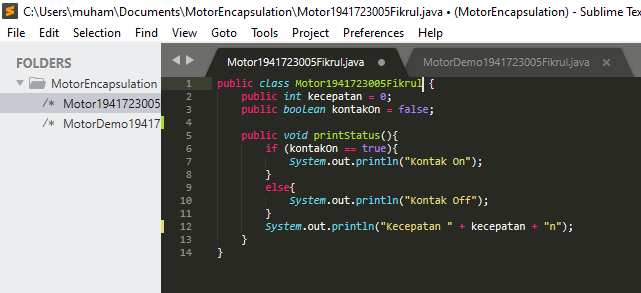 C:\Users\muham\Documents\MotorEncapsulation\Motor1941723005Fikrul.java • (MotorEncapsulation) - Sublime Tex
File Edit Selection Find View Goto Tools Project Preferences Help
FOLDERS
MotorEncapsulation
/* Motor1941723005
/* MotorDemo19417
Motor1941723005Fikrul.java
MotorDemo1941723005Fikrul.java
1 public class Motor1941723005Fikrul {
2 public int kecepatan = 0;
3 public boolean kontakOn = false;
4
5 public void printStatus(){
6 if (kontakOn == true){
7 System.out.println("Kontak On");
8 }
9 else{
10 System.out.println("Kontak Off");
11 }
12 System.out.println("Kecepatan " + kecepatan + "n");
13 }
14 }